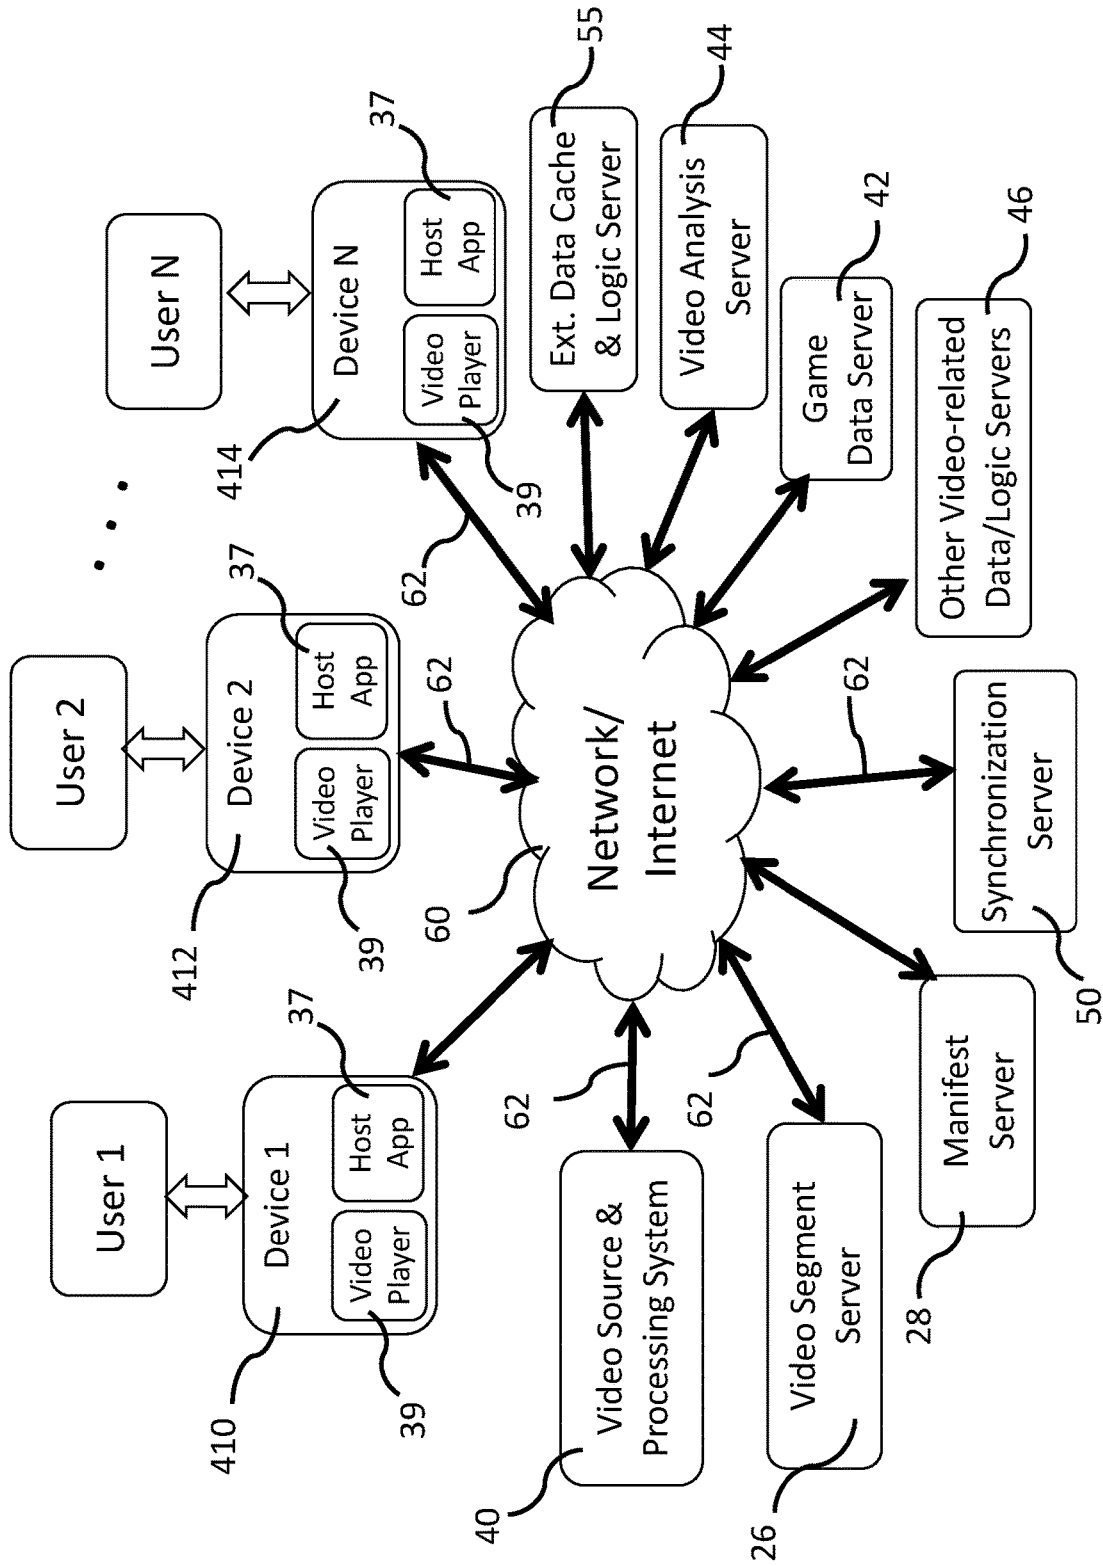 User 1
User 2
User N
Device 1
Video
Player
Host
App
410
39
37
Device 2
Video
Player
Host
App
412
39
37
Device N
Video
Player
Host
App
414
39
37
62
62
60
Network/
Internet
62
62
62
Video Source &
Processing System
40
Video Segment
Server
26
Manifest
Server
28
Synchronization
Server
50
Other Video-related
Data/Logic Servers
46
Game
Data Server
42
Video Analysis
Server
44
Ext. Data Cache
& Logic Server
55